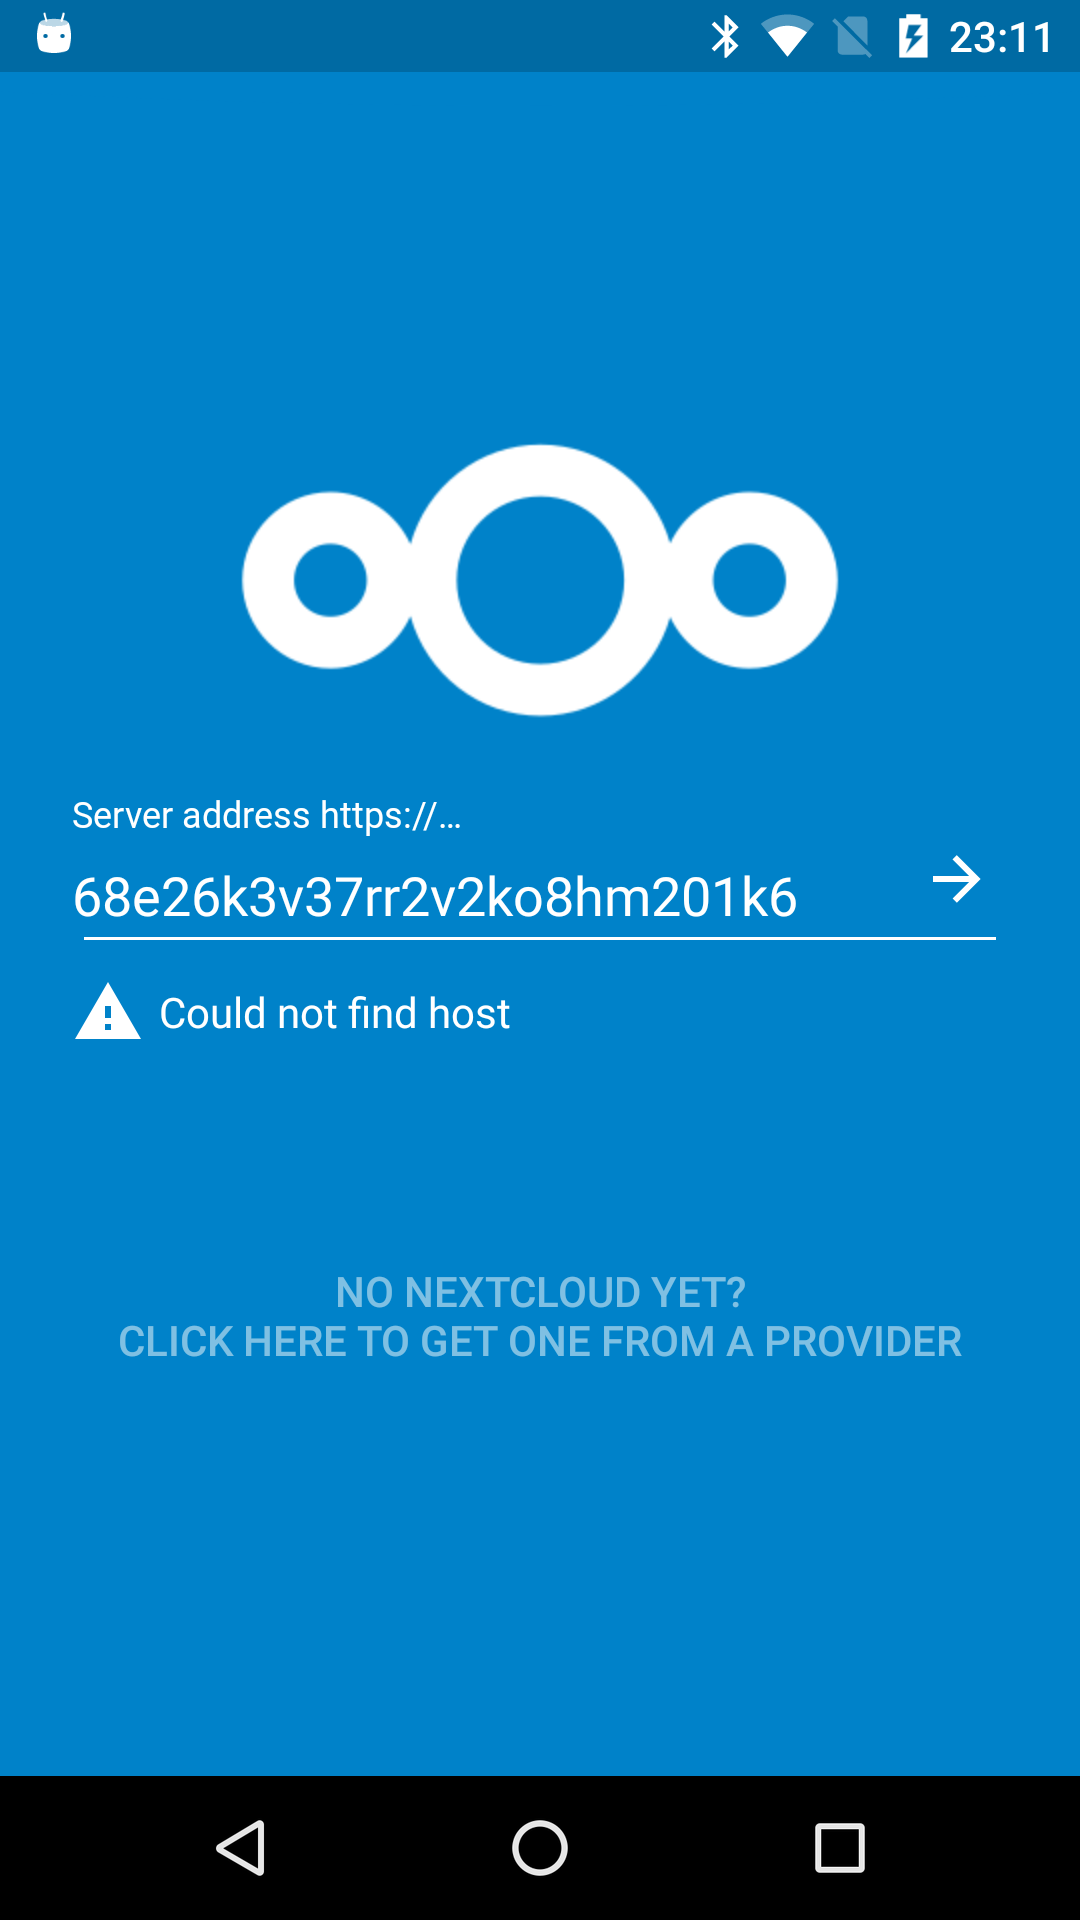 23:11
Server address https://…
68e26k3v37rr2v2ko8hm201k6
Could not find host
NO NEXTCLOUD YET?
CLICK HERE TO GET ONE FROM A PROVIDER